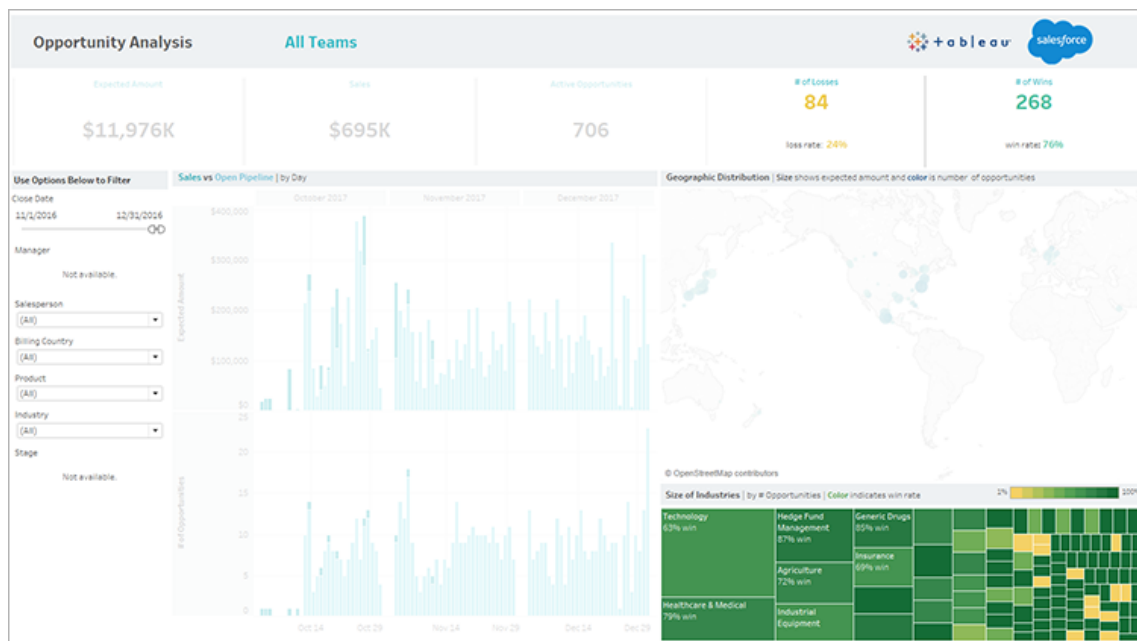 Opportunity Analysis
All Teams
+ a b l e a u
salesforce
Expected Amount
$11,976K
Sales
$695K
Active Opportunities
706
# of Losses
84
loss rate: 24%
# of Wins
268
win rate: 76%
Use Options Below to Filter
Close Date
11/1/2016
12/31/2016
Manager
Not available.
Salesperson
(All)
Billing Country
(All)
Product
(All)
Industry
(All)
Stage
Not available.
Sales vs Open Pipeline | by Day
October 2017
November 2017
December 2017
Expected Amount
$400,000
$300,000
$200,000
$100,000
$0
# of Opportunities
25
20
15
10
5
0
Oct 14
Oct 29
Nov 14
Nov 29
Dec 14
Dec 29
Geographic Distribution | Size shows expected amount and color is number of opportunities
© OpenStreetMap contributors
Size of Industries | by # Opportunities | Color indicates win rate
1%
100%
Technology
63% win
Healthcare & Medical
79% win
Hedge Fund
Management
87% win
Agriculture
72% win
Industrial
Equipment
Generic Drugs
85% win
Insurance
69% win